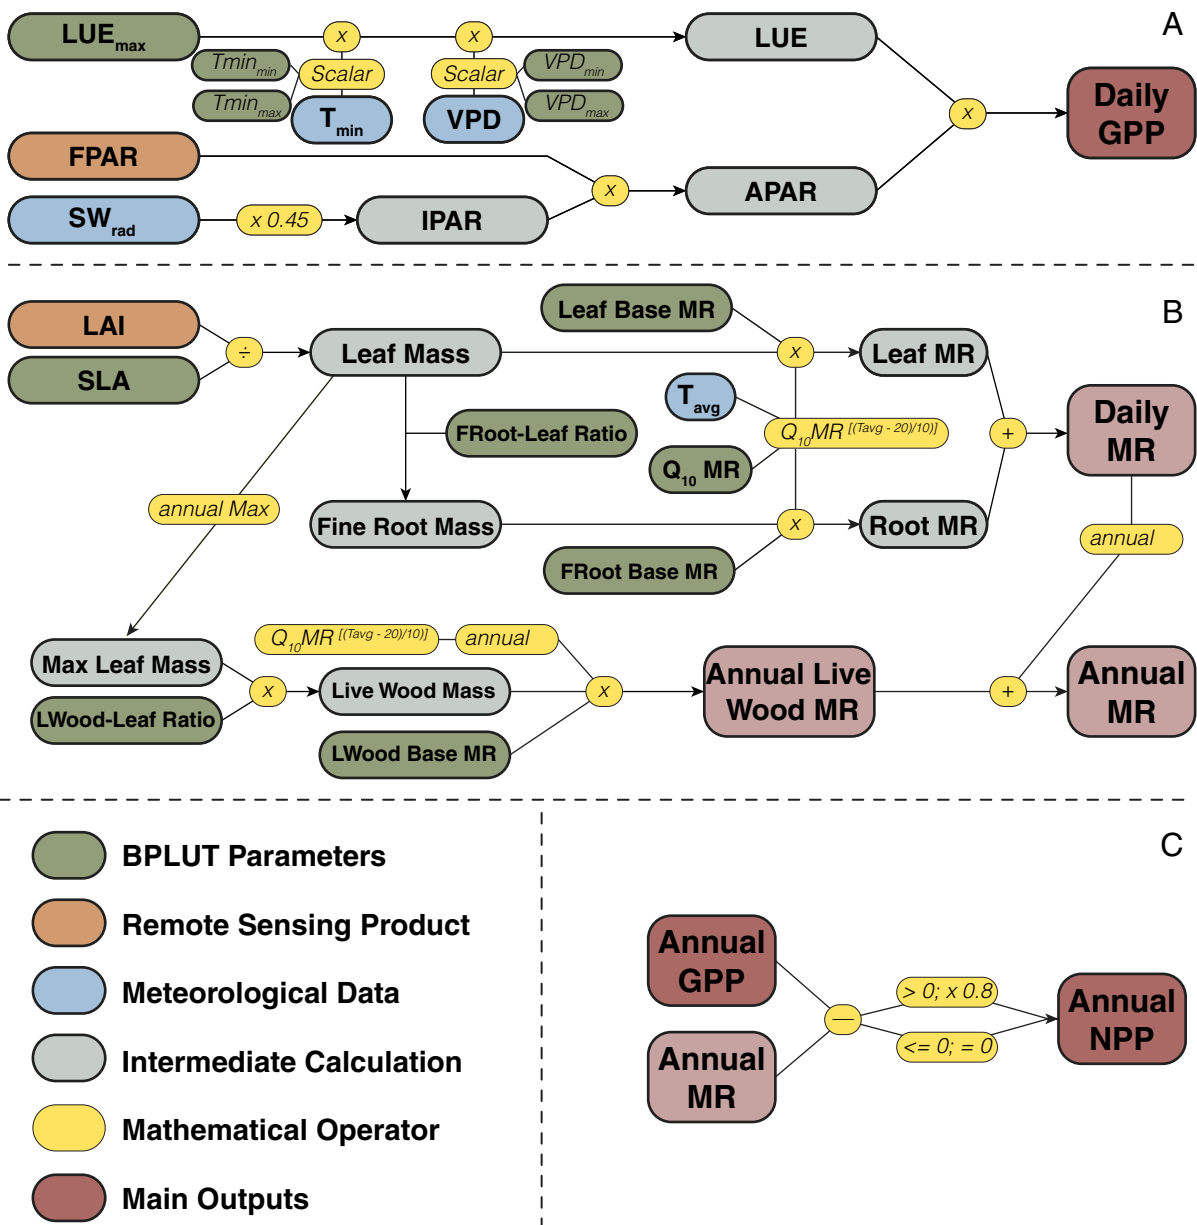 A
LUEmax
x
x
LUE
Tminmin
Scalar
Scalar
VPDmin
Tminmax
VPDmax
Tmin
VPD
x
Daily
GPP
FPAR
x
APAR
SWrad
x 0.45
IPAR
B
LAI
Leaf Base MR
÷
Leaf Mass
x
Leaf MR
SLA
Tavg
Daily
MR
FRoot-Leaf Ratio
Q10MR [(Tavg - 20)/10)]
+
Q10 MR
annual Max
Fine Root Mass
x
Root MR
annual
FRoot Base MR
Q10MR [(Tavg - 20)/10)]
annual
Max Leaf Mass
x
Live Wood Mass
x
Annual Live
Wood MR
+
Annual
MR
LWood-Leaf Ratio
LWood Base MR
BPLUT Parameters
Remote Sensing Product
Meteorological Data
Intermediate Calculation
Mathematical Operator
Main Outputs
C
Annual
GPP
> 0; x 0.8
—
Annual
NPP
<= 0; = 0
Annual
MR